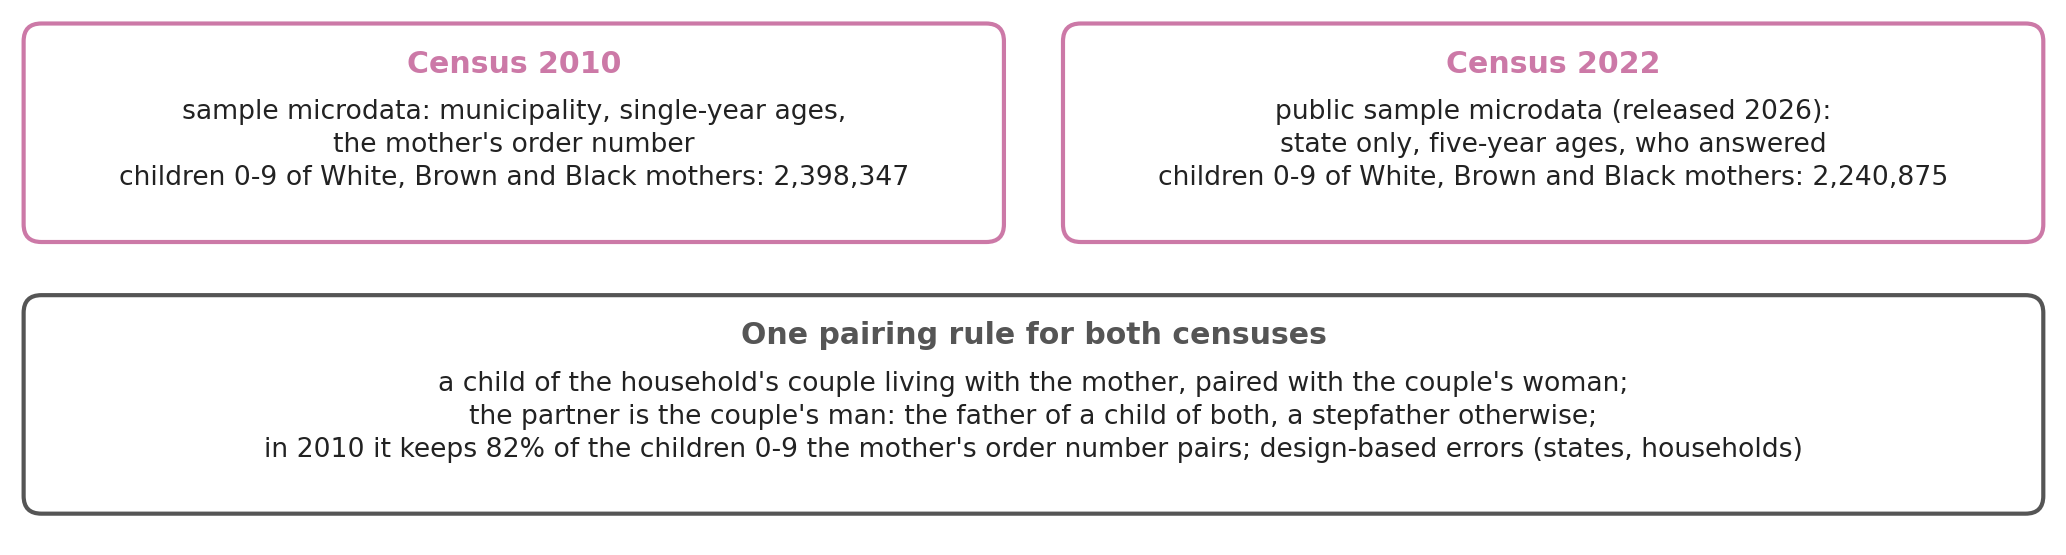 Census 2010
sample microdata: municipality, single-year ages,
the mother's order number
children 0-9 of White, Brown and Black mothers: 2,398,347
Census 2022
public sample microdata (released 2026):
state only, five-year ages, who answered
children 0-9 of White, Brown and Black mothers: 2,240,875
One pairing rule for both censuses
a child of the household's couple living with the mother, paired with the couple's woman;
the partner is the couple's man: the father of a child of both, a stepfather otherwise;
in 2010 it keeps 82% of the children 0-9 the mother's order number pairs; design-based errors (states, households)